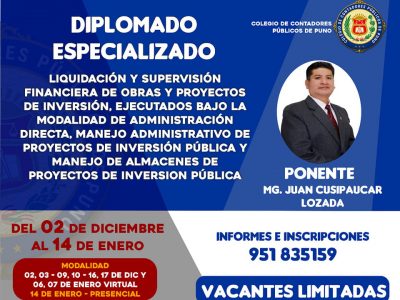 DIPLOMADO
ESPECIALIZADO
COLEGIO DE CONTADORES
PÚBLICOS DE PUNO
LIQUIDACIÓN Y SUPERVISIÓN
FINANCIERA DE OBRAS Y PROYECTOS
DE INVERSIÓN, EJECUTADOS BAJO LA
MODALIDAD DE ADMINISTRACIÓN
DIRECTA, MANEJO ADMINISTRATIVO DE
PROYECTOS DE INVERSIÓN PÚBLICA Y
MANEJO DE ALMACENES DE
PROYECTOS DE INVERSION PÚBLICA
PONENTE
MG. JUAN CUSIPAUCAR
LOZADA
DEL 02 DE DICIEMBRE
AL 14 DE ENERO
MODALIDAD
02, 03 - 09, 10 - 16, 17 DE DIC Y
06, 07 DE ENERO VIRTUAL
14 DE ENERO - PRESENCIAL
INFORMES E INSCRIPCIONES
951 835159
VACANTES LIMITADAS